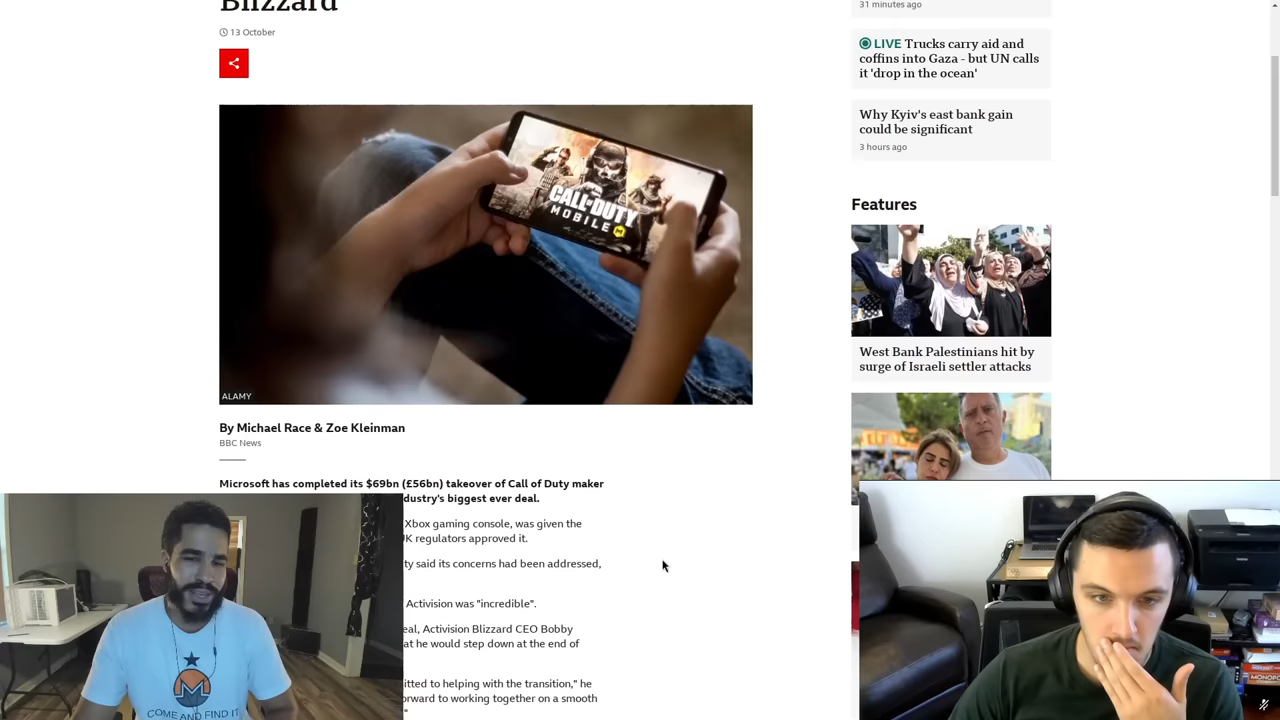 Blizzard
13 October
ALAMY
CALL OF DUTY
MOBILE
By Michael Race & Zoe Kleinman
BBC News
Microsoft has completed its $69bn (£56bn) takeover of Call of Duty maker
dustry's biggest ever deal.
Xbox gaming console, was given the
UK regulators approved it.
ty said its concerns had been addressed,
Activision was "incredible".
eal, Activision Blizzard CEO Bobby
at he would step down at the end of
itted to helping with the transition," he
orward to working together on a smooth
"
31 minutes ago
LIVE Trucks carry aid and
coffins into Gaza - but UN calls
it 'drop in the ocean'
Why Kyiv's east bank gain
could be significant
3 hours ago
Features
West Bank Palestinians hit by
surge of Israeli settler attacks
COME AND FIND IT
MONOPO